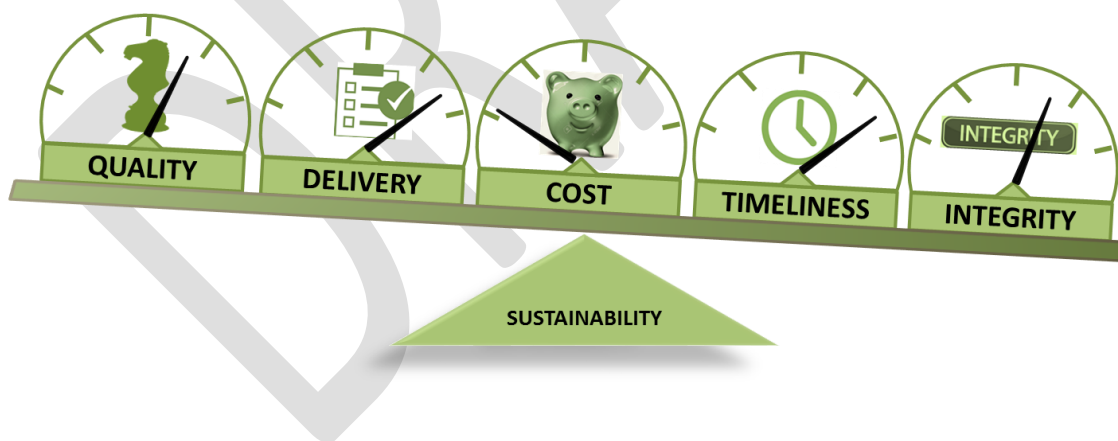 INTEGRITY
QUALITY
DELIVERY
COST
TIMELINESS
INTEGRITY
SUSTAINABILITY